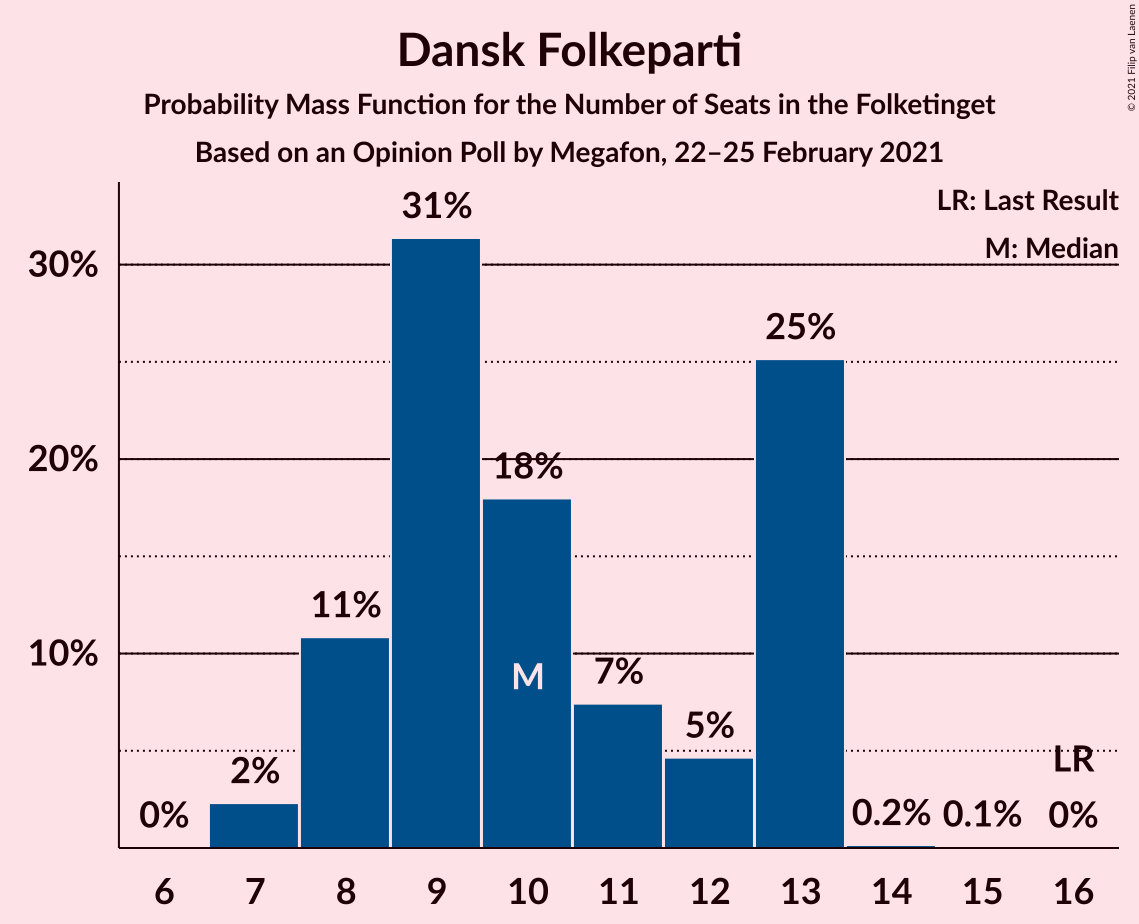 Dansk Folkeparti
Probability Mass Function for the Number of Seats in the Folketinget
Based on an Opinion Poll by Megafon, 22–25 February 2021
© 2021 Filip van Laenen
LR: Last Result
M: Median
30%
20%
10%
0%
2%
11%
31%
18%
M
7%
5%
25%
0.2%
0.1%
LR
0%
6 7 8 9 10 11 12 13 14 15 16